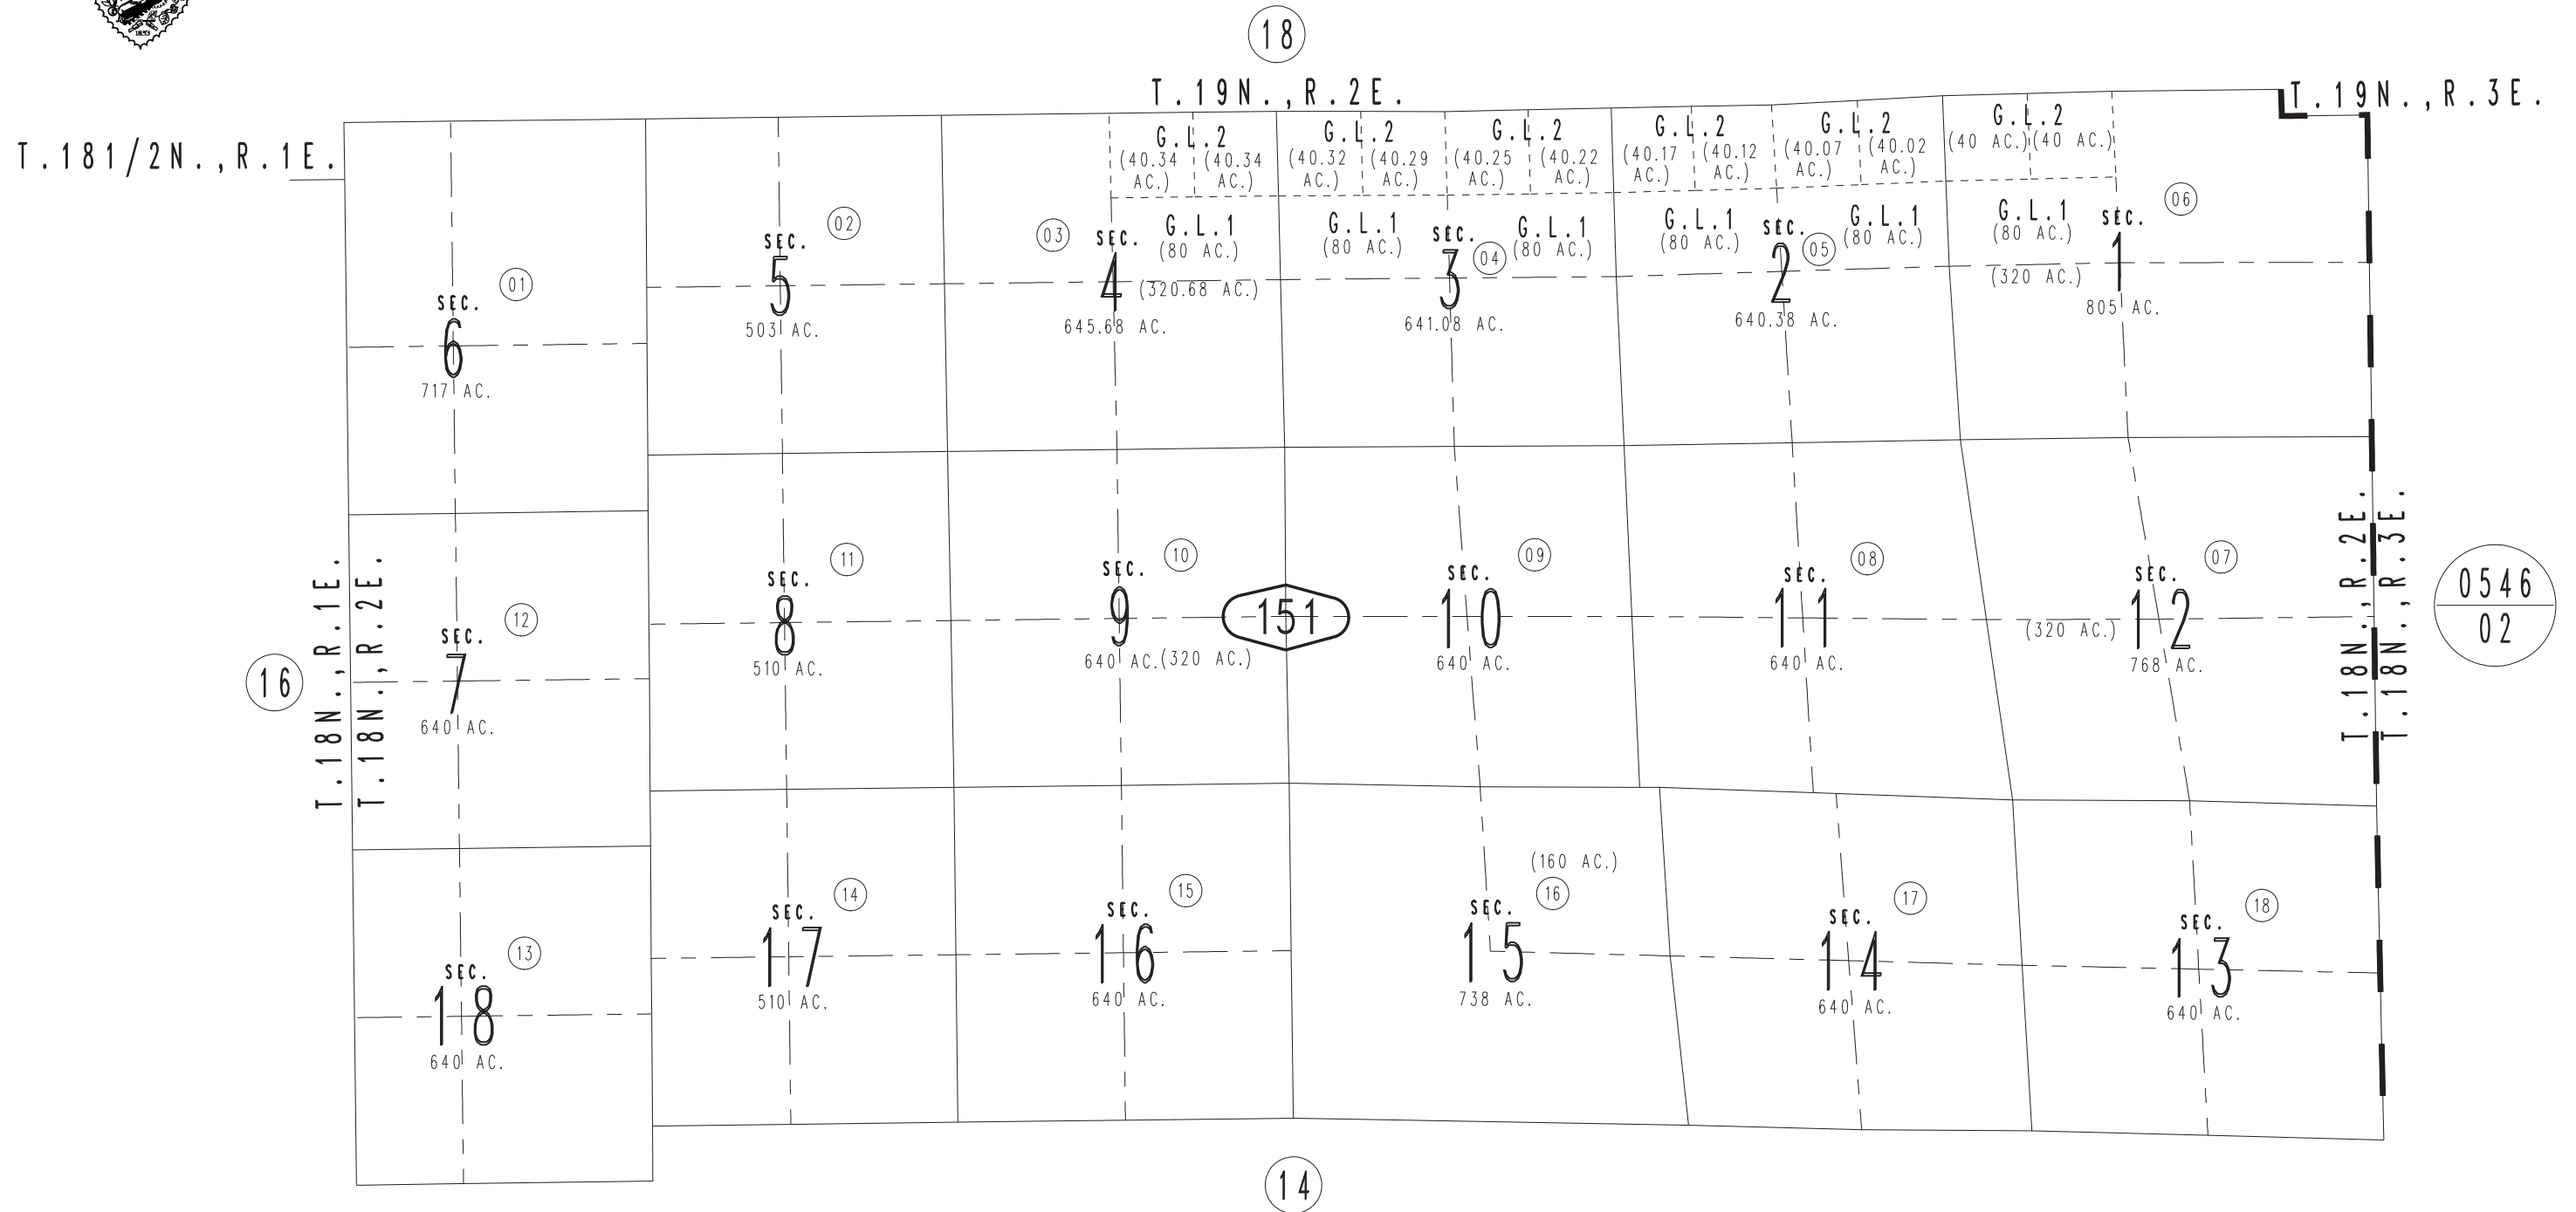 1853
18
T.19N.,R.2E.
T.19N.,R.3E.
T.181/2N.,R.1E.
G.L.2
(40.34 AC.)
(40.34 AC.)
G.L.2
(40.32 AC.)
(40.29 AC.)
G.L.2
(40.25 AC.)
(40.22 AC.)
G.L.2
(40.17 AC.)
(40.12 AC.)
G.L.2
(40.07 AC.)
(40.02 AC.)
G.L.2
(40 AC.)
(40 AC.)
SEC.
6
01
717 AC.
SEC.
5
02
503 AC.
03
SEC.
4
645.68 AC.
G.L.1
(80 AC.)
(320.68 AC.)
G.L.1
(80 AC.)
SEC.
3
04
641.08 AC.
G.L.1
(80 AC.)
G.L.1
(80 AC.)
SEC.
2
05
640.38 AC.
G.L.1
(80 AC.)
G.L.1
(80 AC.)
(320 AC.)
SEC.
1
06
805 AC.
T.18N.,R.1E.
T.18N.,R.2E.
16
SEC.
7
12
640 AC.
SEC.
8
11
510 AC.
SEC.
9
10
640 AC.
(320 AC.)
151
SEC.
10
09
640 AC.
SEC.
11
08
640 AC.
(320 AC.)
SEC.
12
07
768 AC.
T.18N.,R.2E.
T.18N.,R.3E.
0546
02
SEC.
18
13
640 AC.
SEC.
17
14
510 AC.
SEC.
16
15
640 AC.
(160 AC.)
16
SEC.
15
738 AC.
SEC.
14
17
640 AC.
SEC.
13
18
640 AC.
14